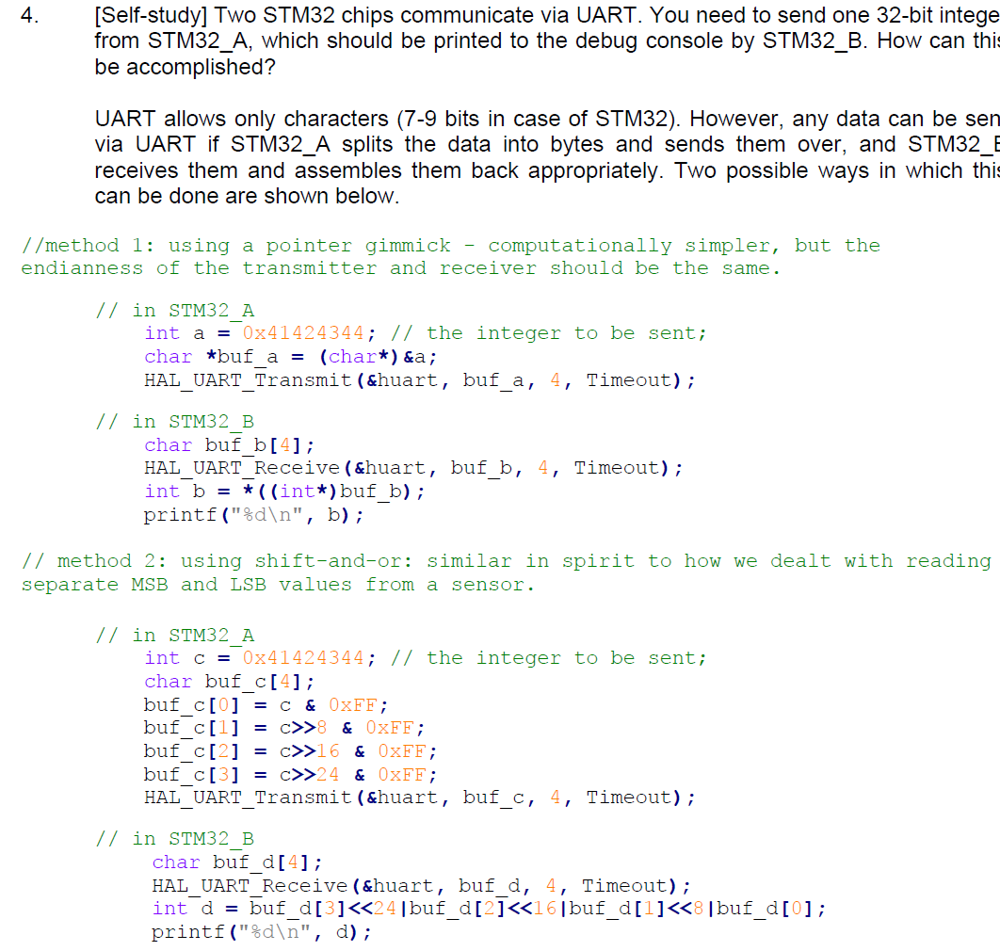 4. [Self-study] Two STM32 chips communicate via UART. You need to send one 32-bit intege
from STM32_A, which should be printed to the debug console by STM32_B. How can this
be accomplished?
UART allows only characters (7-9 bits in case of STM32). However, any data can be sen
via UART if STM32_A splits the data into bytes and sends them over, and STM32_B
receives them and assembles them back appropriately. Two possible ways in which this
can be done are shown below.
//method 1: using a pointer gimmick - computationally simpler, but the
endianness of the transmitter and receiver should be the same.
// in STM32_A
int a = 0x41424344; // the integer to be sent;
char *buf_a = (char*)&a;
HAL_UART_Transmit(&huart, buf_a, 4, Timeout);
// in STM32_B
char buf_b[4];
HAL_UART_Receive(&huart, buf_b, 4, Timeout);
int b = *((int*)buf_b);
printf("%d\n", b);
// method 2: using shift-and-or: similar in spirit to how we dealt with reading
separate MSB and LSB values from a sensor.
// in STM32_A
int c = 0x41424344; // the integer to be sent;
char buf_c[4];
buf_c[0] = c & 0xFF;
buf_c[1] = c>>8 & 0xFF;
buf_c[2] = c>>16 & 0xFF;
buf_c[3] = c>>24 & 0xFF;
HAL_UART_Transmit(&huart, buf_c, 4, Timeout);
// in STM32_B
char buf_d[4];
HAL_UART_Receive(&huart, buf_d, 4, Timeout);
int d = buf_d[3]<<24|buf_d[2]<<16|buf_d[1]<<8|buf_d[0];
printf("%d\n", d);